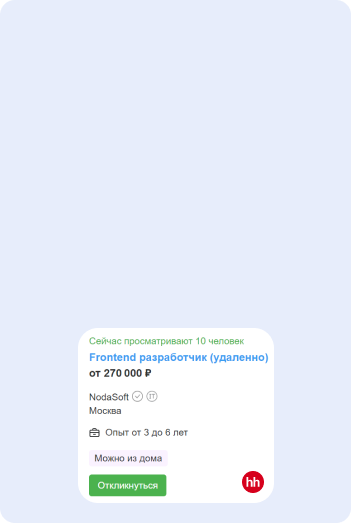 Сейчас просматривают 10 человек
Frontend разработчик (удаленно)
от 270 000 ₽
NodaSoft IT
Москва
Опыт от 3 до 6 лет
Можно из дома
Откликнуться
hh